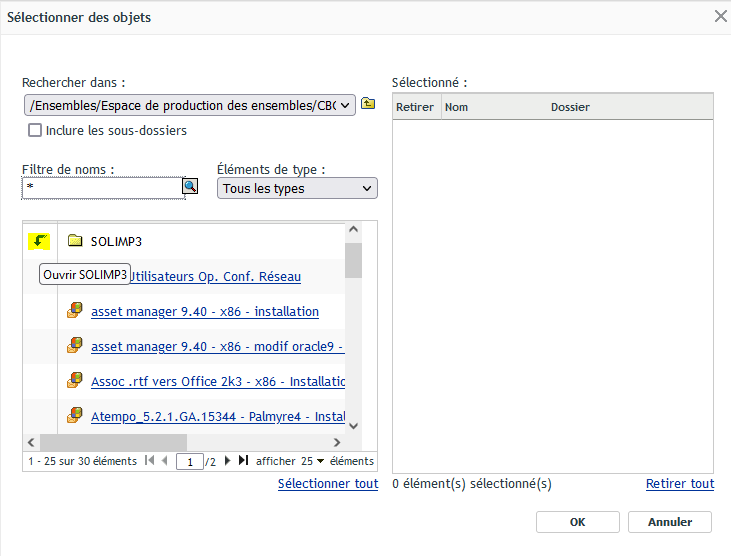 Sélectionner des objets
Rechercher dans :
/Ensembles/Espace de production des ensembles/CBC
Inclure les sous-dossiers
Filtre de noms :
Éléments de type :
*
Tous les types
SOLIMP3
Ouvrir SOLIMP3
Utilisateurs Op. Conf. Réseau
asset manager 9.40 - x86 - installation
asset manager 9.40 - x86 - modif oracle9 -
Assoc .rtf vers Office 2k3 - x86 - Installatio
Atempo_5.2.1.GA.15344 - Palmyre4 - Instal
1 - 25 sur 30 éléments
1
/2
afficher 25 éléments
Sélectionner tout
Sélectionné :
Retirer Nom Dossier
0 élément(s) sélectionné(s)
Retirer tout
OK
Annuler